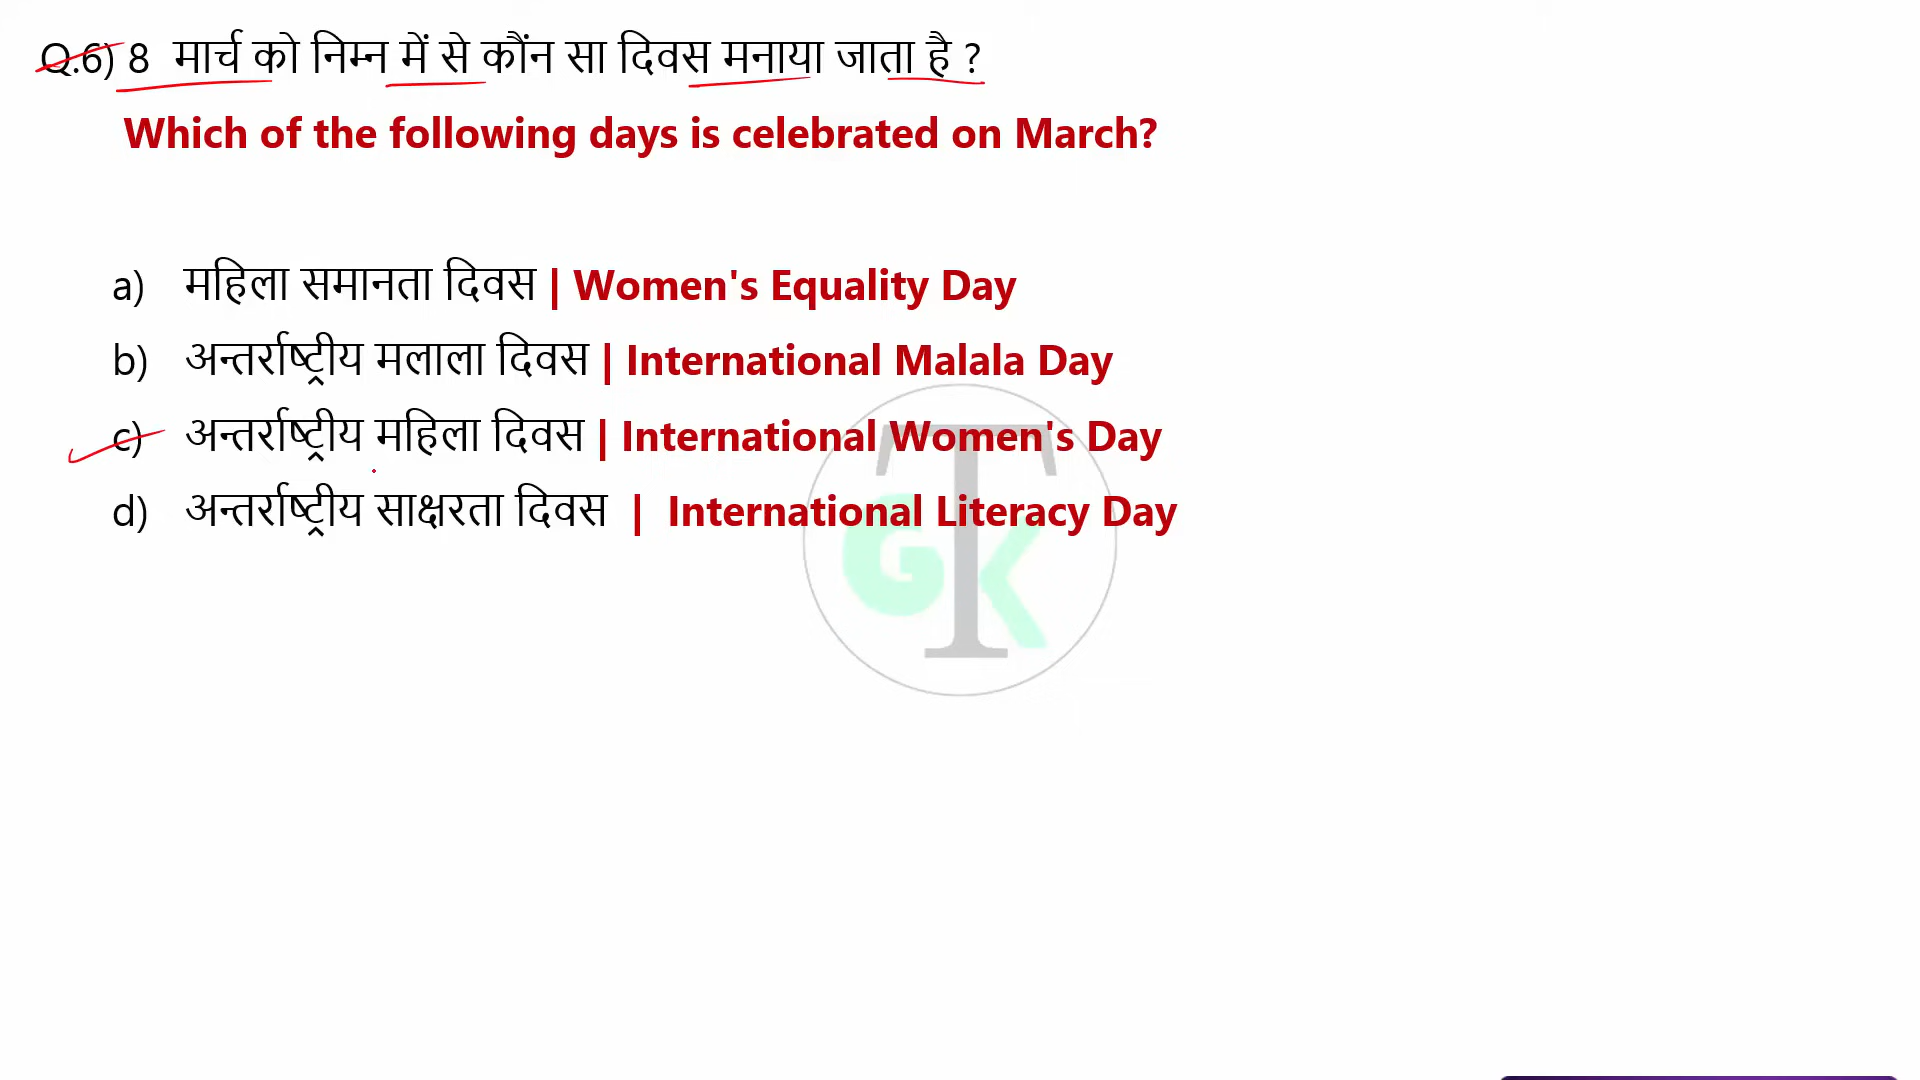 Q.6) 8 मार्च को निम्न में से कौंन सा दिवस मनाया जाता है ?
Which of the following days is celebrated on March?
a) महिला समानता दिवस | Women's Equality Day
b) अन्तर्राष्ट्रीय मलाला दिवस | International Malala Day
c) अन्तर्राष्ट्रीय महिला दिवस | International Women's Day
d) अन्तर्राष्ट्रीय साक्षरता दिवस | International Literacy Day
GTK